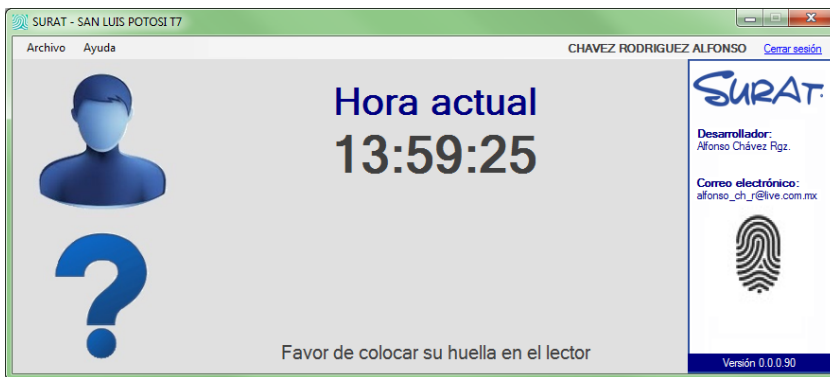 SURAT - SAN LUIS POTOSI T7
Archivo Ayuda CHAVEZ RODRIGUEZ ALFONSO Cerrar sesión
Hora actual
13:59:25
Favor de colocar su huella en el lector
SURAT
Desarrollador:
Alfonso Chávez Rgz.
Correo electrónico:
alfonso_ch_r@live.com.mx
Versión 0.0.0.90